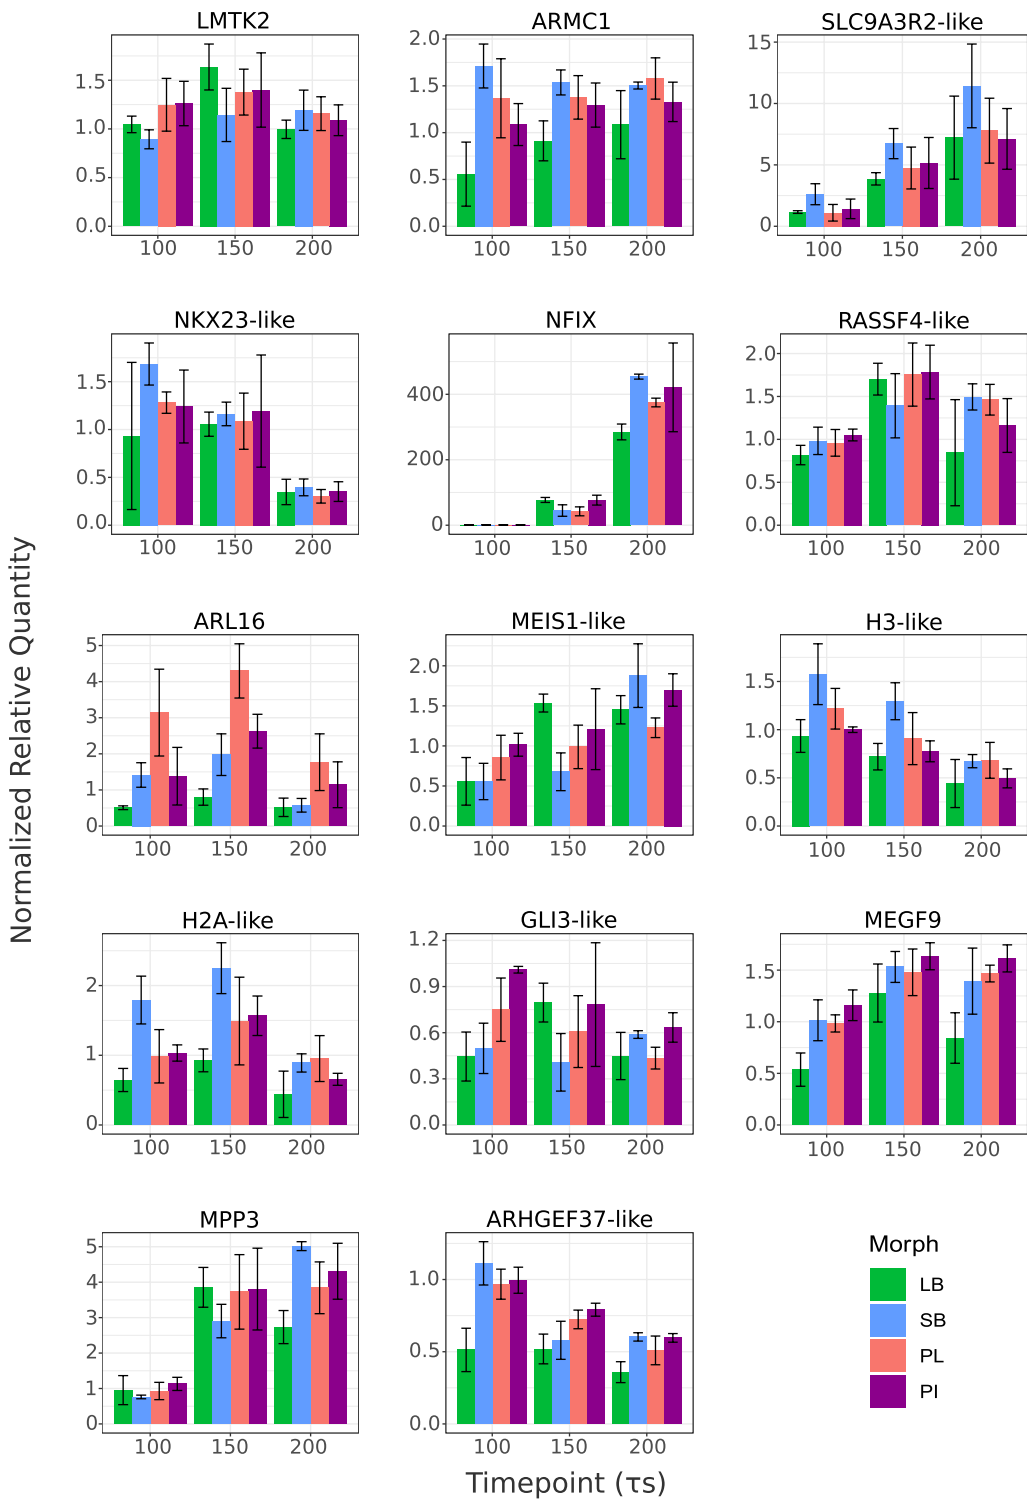 LMTK2
ARMC1
SLC9A3R2-like
1.5
1.0
0.5
0.0
100 150 200
2.0
1.5
1.0
0.5
0.0
100 150 200
15
10
5
0
100 150 200
NKX23-like
NFIX
RASSF4-like
1.5
1.0
0.5
0.0
100 150 200
400
200
0
100 150 200
2.0
1.5
1.0
0.5
0.0
100 150 200
ARL16
MEIS1-like
H3-like
5
4
3
2
1
0
100 150 200
2.0
1.5
1.0
0.5
0.0
100 150 200
1.5
1.0
0.5
0.0
100 150 200
H2A-like
GLI3-like
MEGF9
2
1
0
100 150 200
1.2
0.9
0.6
0.3
0.0
100 150 200
1.5
1.0
0.5
0.0
100 150 200
MPP3
ARHGEF37-like
5
4
3
2
1
0
100 150 200
1.0
0.5
0.0
100 150 200
Morph
LB
SB
PL
PI
Normalized Relative Quantity
Timepoint (τs)